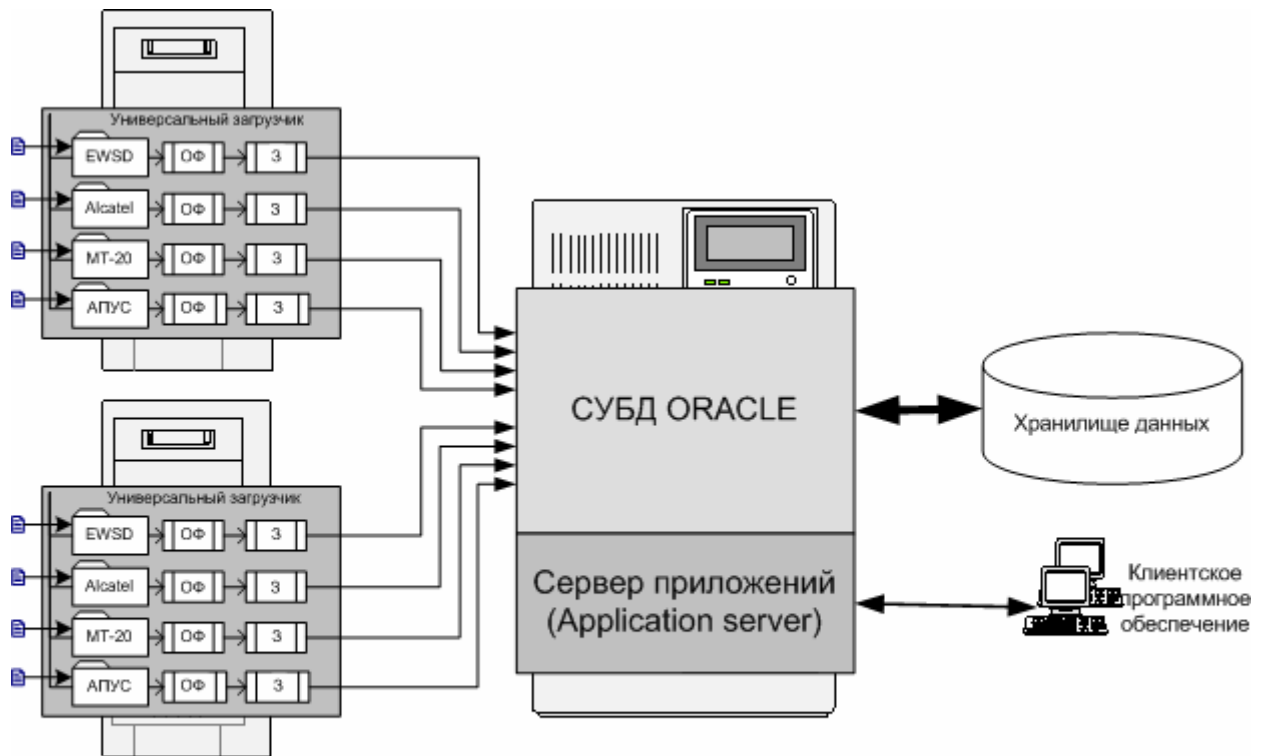 Универсальный загрузчик
EWSD ОФ З
Alcatel ОФ З
МТ-20 ОФ З
АПУС ОФ З
Универсальный загрузчик
EWSD ОФ З
Alcatel ОФ З
МТ-20 ОФ З
АПУС ОФ З
СУБД ORACLE
Сервер приложений
(Application server)
Хранилище данных
Клиентское
программное
обеспечение